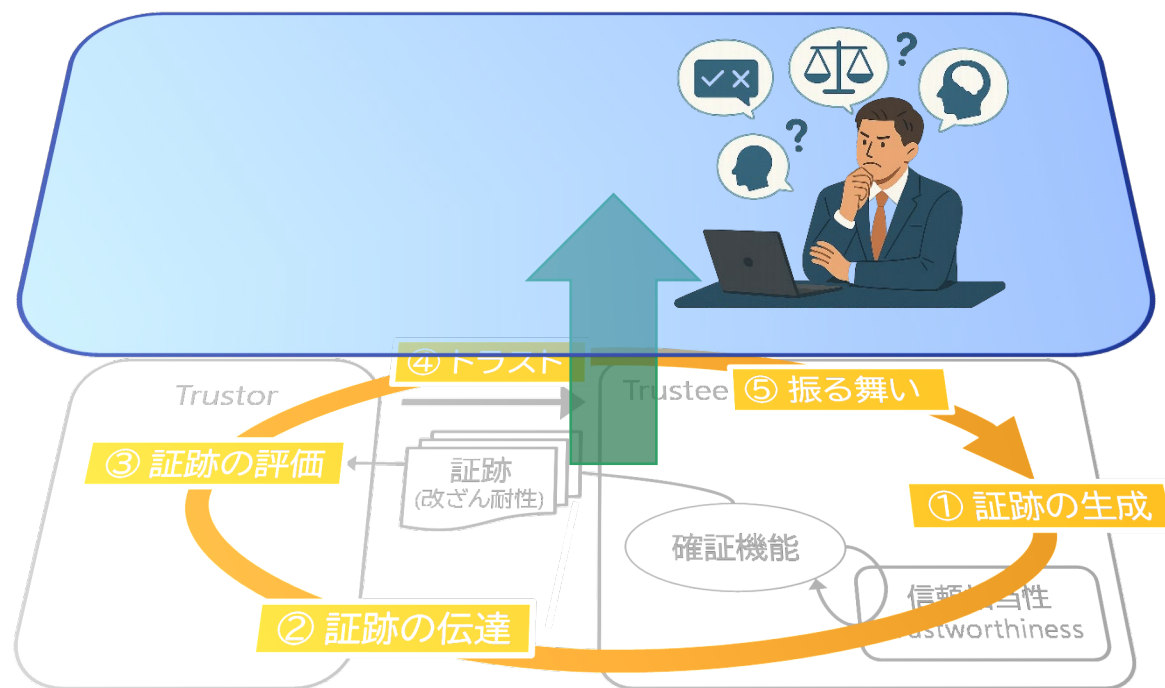 ?
?
④ トラスト
Trustor
Trustee
⑤ 振る舞い
③ 証跡の評価
証跡
(改ざん耐性)
① 証跡の生成
確証機能
② 証跡の伝達